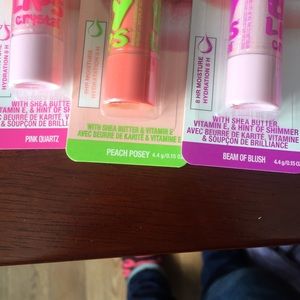 crystal
8 HR MOISTURE
HYDRATION 8 H
WITH SHEA BUTTER
VITAMIN E, & HINT OF SHIMMER
AVEC BEURRE DE KARITÉ, VITAMINE E
& SOUPÇON DE BRILLIANCE
PINK QUARTZ
8HR MOISTURE
HYDRATATION 8 H
WITH SHEA BUTTER & VITAMIN E
AVEC BEURRE DE KARITÉ & VITAMINE E
PEACH POSEY
4.4 g/0.15 OZ
8 HR MOISTURE
HYDRATION 8 H
WITH SHEA BUTTER,
VITAMIN E, & HINT OF SHIMMER
AVEC BEURRE DE KARITÉ, VITAMINE
& SOUPÇON DE BRILLIANCE
BEAM OF BLUSH
4.4 g/0.15 OZ